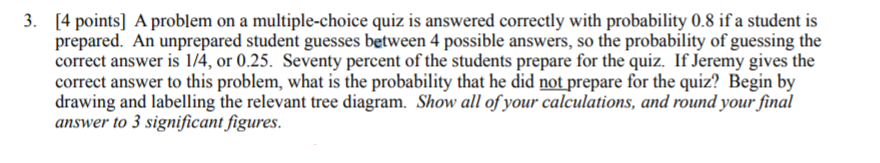 3. [4 points] A problem on a multiple-choice quiz is answered correctly with probability 0.8 if a student is
prepared. An unprepared student guesses between 4 possible answers, so the probability of guessing the
correct answer is 1/4, or 0.25. Seventy percent of the students prepare for the quiz. If Jeremy gives the
correct answer to this problem, what is the probability that he did not prepare for the quiz? Begin by
drawing and labelling the relevant tree diagram. Show all of your calculations, and round your final
answer to 3 significant figures.